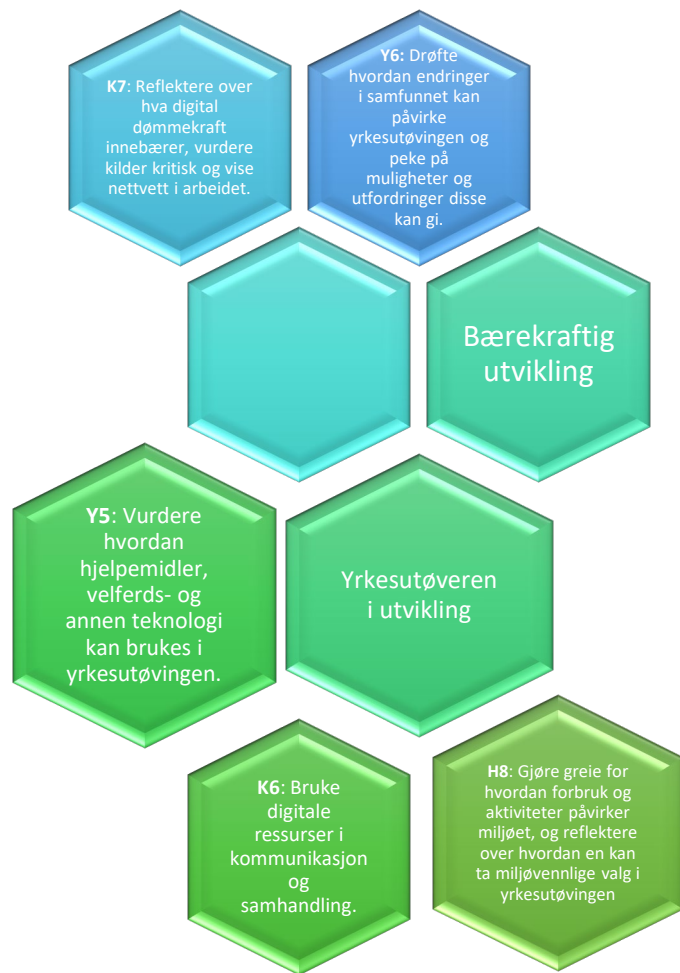 K7: Reflektere over
hva digital
dømmekraft
innebærer, vurdere
kilder kritisk og vise
nettvett i arbeidet.
Y6: Drøfte
hvordan endringer
i samfunnet kan
påvirke
yrkesutøvingen og
peke på
muligheter og
utfordringer disse
kan gi.
Bærekraftig
utvikling
Y5: Vurdere
hvordan
hjelpemidler,
velferds- og
annen teknologi
kan brukes i
yrkesutøvingen.
Yrkesutøveren
i utvikling
K6: Bruke
digitale
ressurser i
kommunikasjon
og
samhandling.
H8: Gjøre greie for
hvordan forbruk og
aktiviteter påvirker
miljøet, og reflektere
over hvordan en kan
ta miljøvennlige valg i
yrkesutøvingen